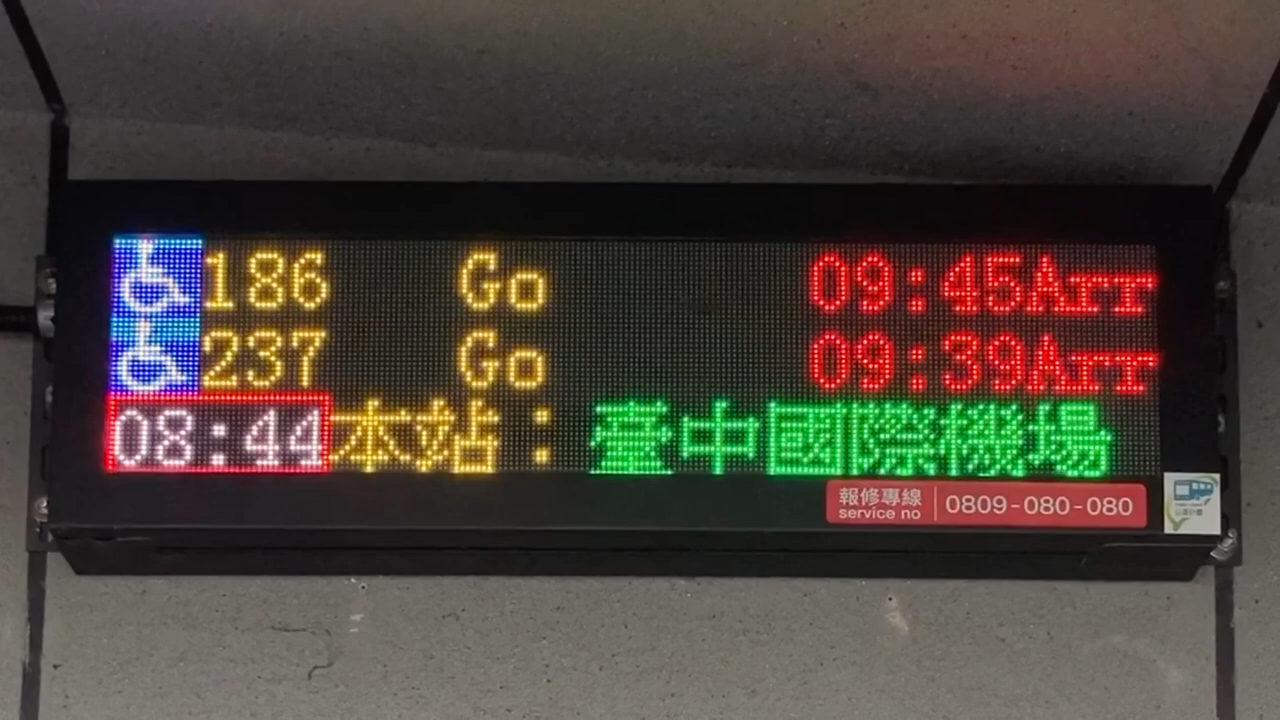 186 Go 09:45Arr
237 Go 09:39Arr
08:44 本站：臺中國際機場
報修專線
service no
0809-080-080